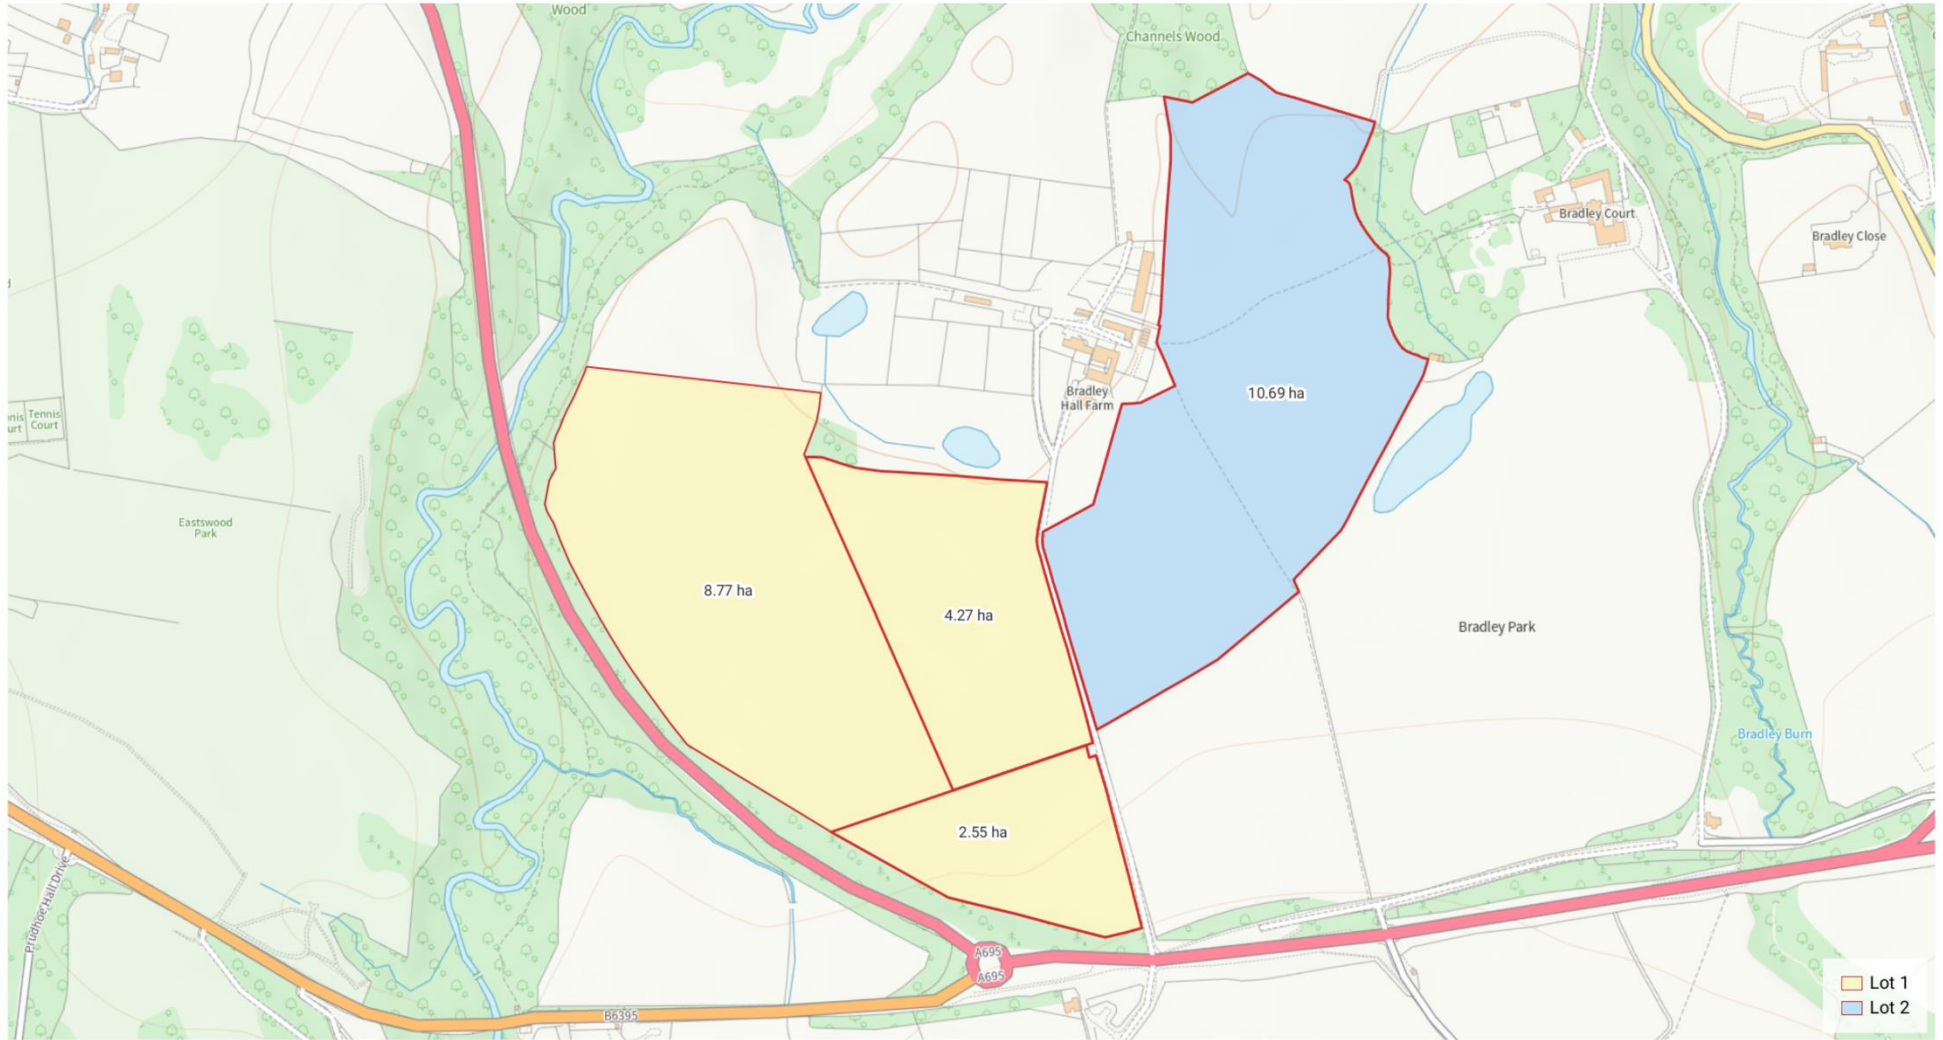 Wood
Channels Wood
Bradley Court
Bradley Close
Bradley
Hall Farm
10.69 ha
Tennis
Court
Eastswood
Park
8.77 ha
4.27 ha
Bradley Park
Bradley Burn
2.55 ha
Prudhoe Hall Drive
A695
A695
B6395
Lot 1
Lot 2